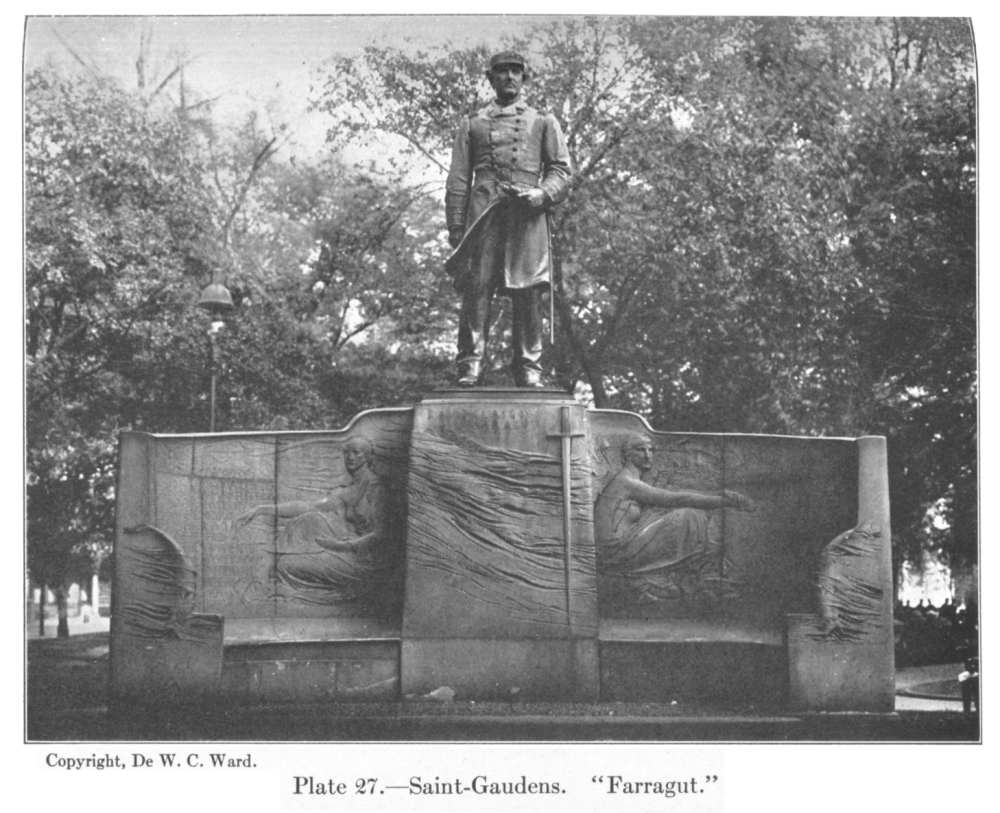 Copyright, De W. C. Ward.
Plate 27.—Saint-Gaudens. "Farragut."